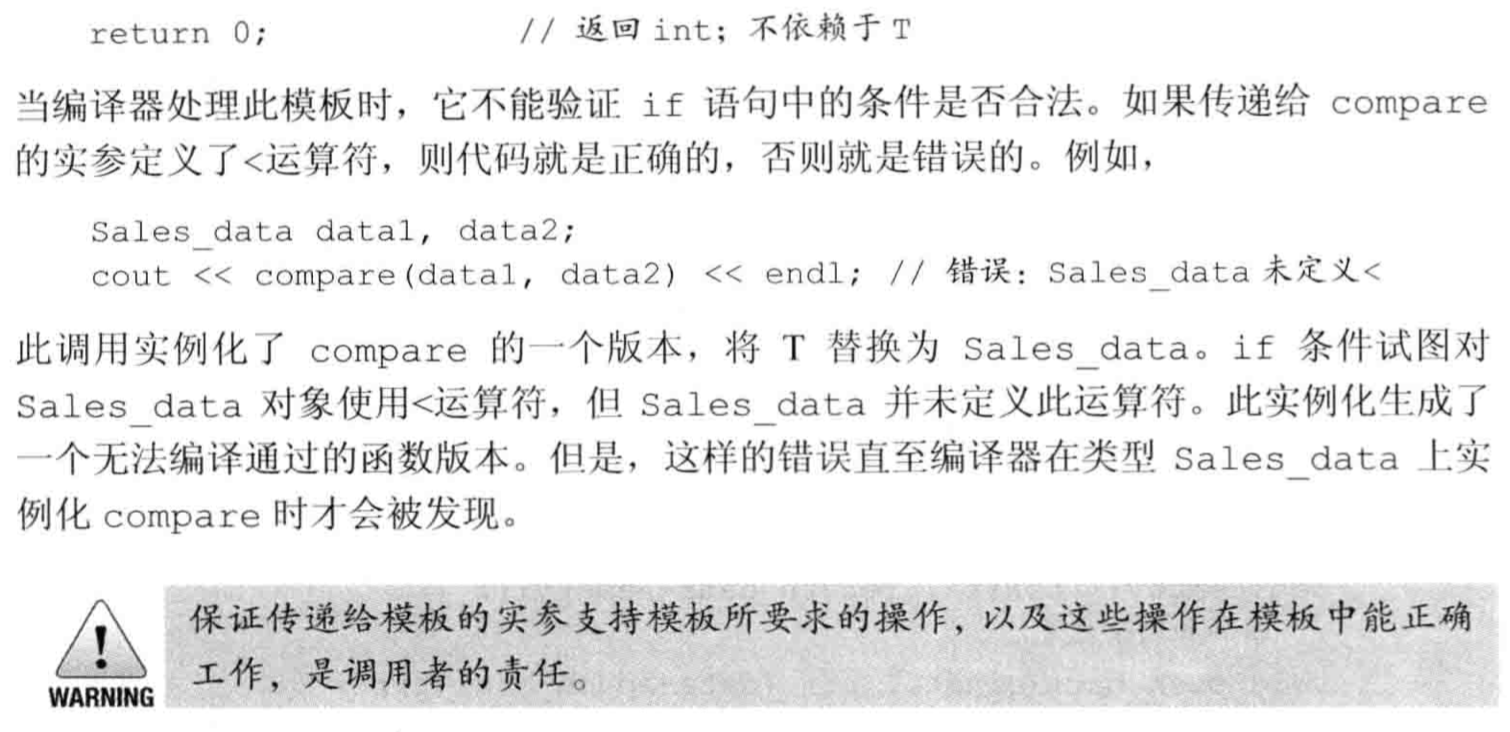 return 0; // 返回 int; 不依赖于 T
当编译器处理此模板时，它不能验证 if 语句中的条件是否合法。如果传递给 compare
的实参定义了<运算符，则代码就是正确的，否则就是错误的。例如，
Sales_data data1, data2;
cout << compare(data1, data2) << endl; // 错误: Sales_data 未定义<
此调用实例化了 compare 的一个版本，将 T 替换为 Sales_data。if 条件试图对
Sales_data 对象使用<运算符，但 Sales_data 并未定义此运算符。此实例化生成了
一个无法编译通过的函数版本。但是，这样的错误直至编译器在类型 Sales_data 上实
例化 compare 时才会被发现。
保证传递给模板的实参支持模板所要求的操作，以及这些操作在模板中能正确
工作，是调用者的责任。
WARNING